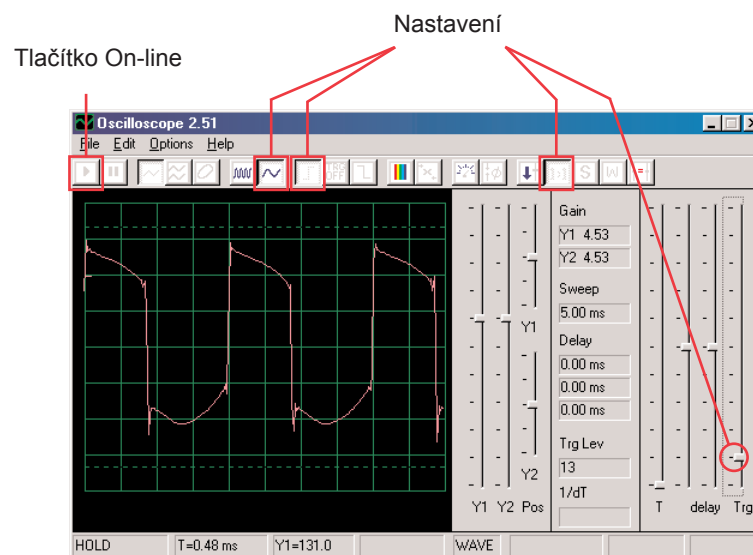 Nastavení
Tlačítko On-line
Oscilloscope 2.51
File Edit Options Help
Gain
Y1 4.53
Y2 4.53
Sweep
5.00 ms
Y1
Delay
0.00 ms
0.00 ms
0.00 ms
Trg Lev
13
Y2
1/dT
Y1 Y2 Pos
T delay Trg
HOLD T=0.48 ms Y1=131.0 WAVE